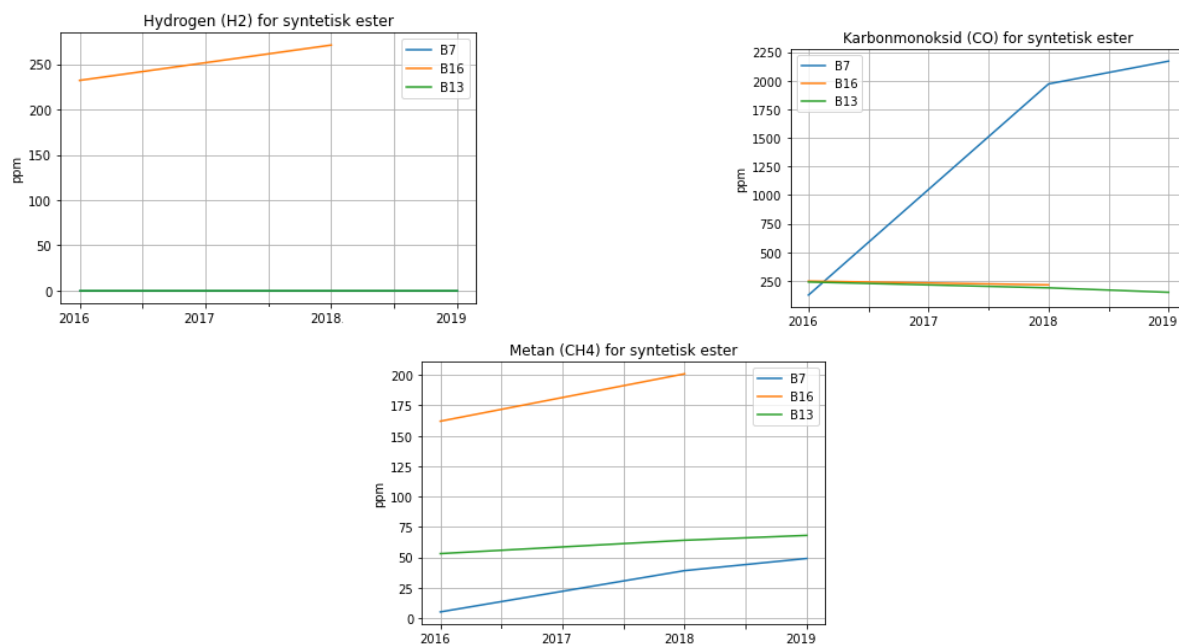 Hydrogen (H2) for syntetisk ester
250
200
150
100
50
0
ppm
2016
2017
2018
2019
B7
B16
B13
Karbonmonoksid (CO) for syntetisk ester
2250
2000
1750
1500
1250
1000
750
500
250
ppm
2016
2017
2018
2019
B7
B16
B13
Metan (CH4) for syntetisk ester
200
175
150
125
100
75
50
25
0
ppm
2016
2017
2018
2019
B7
B16
B13